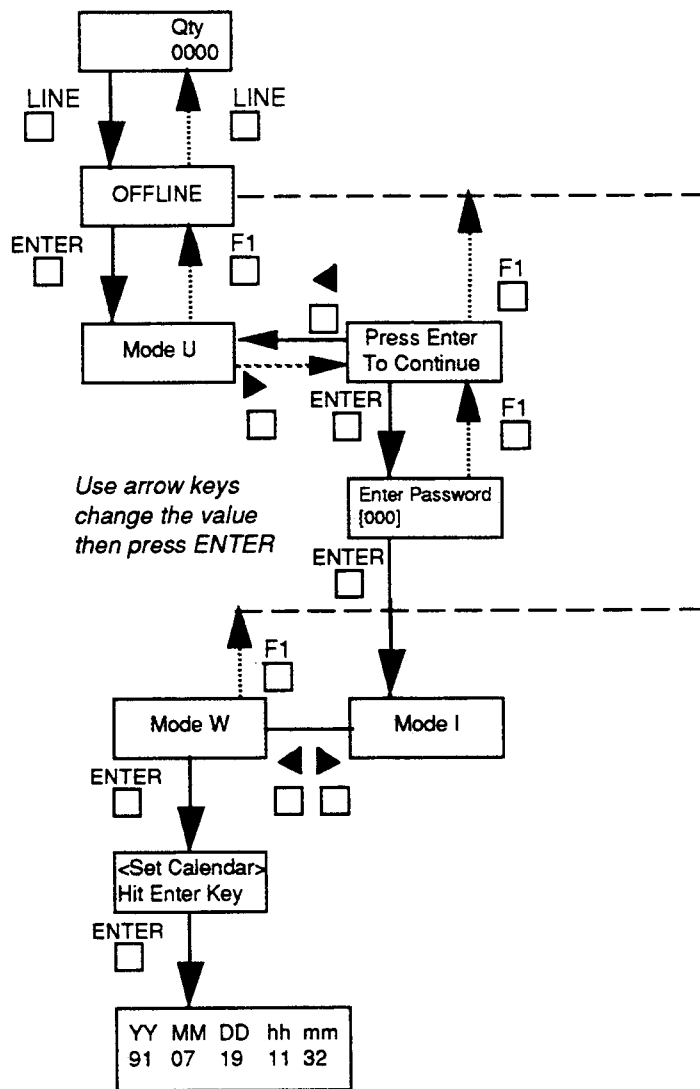 Qty
0000
LINE
LINE
OFFLINE
ENTER
F1
F1
Mode U
Press Enter
To Continue
ENTER
F1
Use arrow keys
change the value
then press ENTER
Enter Password
[000]
ENTER
F1
Mode W
Mode I
ENTER
<Set Calendar>
Hit Enter Key
ENTER
YY MM DD hh mm
91 07 19 11 32